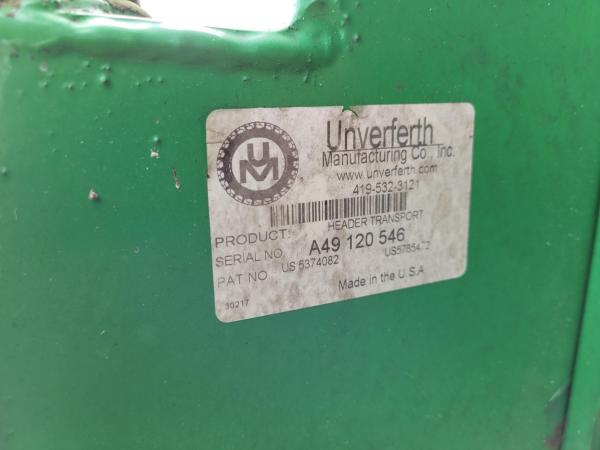 UM
Unverferth
Manufacturing Co., Inc.
www.unverferth.com
419-532-3121
PRODUCT: HEADER TRANSPORT
SERIAL NO. A49 120 546
PAT NO US 5374082 US5785472
Made in the U.S.A
30217